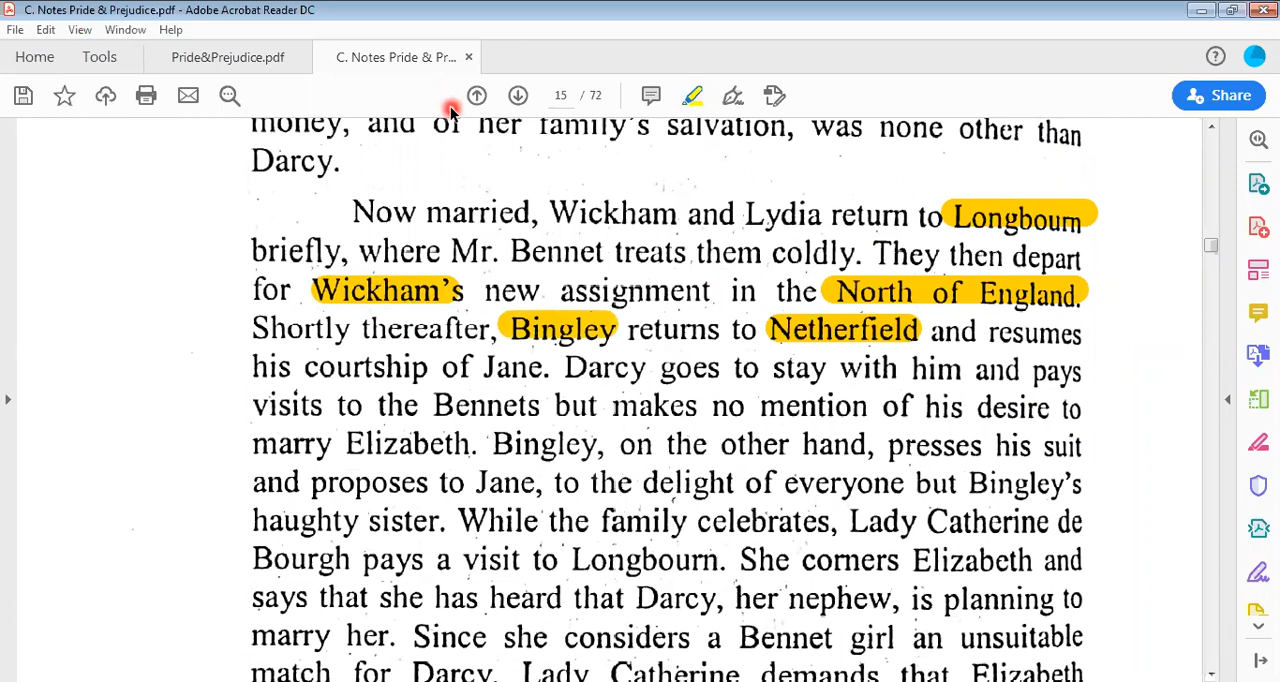 C. Notes Pride & Prejudice.pdf - Adobe Acrobat Reader DC
File Edit View Window Help
Home Tools Pride&Prejudice.pdf C. Notes Pride & Pr... ×
15 / 72 Share
money, and of her family's salvation, was none other than
Darcy.
Now married, Wickham and Lydia return to Longbourn
briefly, where Mr. Bennet treats them coldly. They then depart
for Wickham's new assignment in the North of England.
Shortly thereafter, Bingley returns to Netherfield and resumes
his courtship of Jane. Darcy goes to stay with him and pays
visits to the Bennets but makes no mention of his desire to
marry Elizabeth. Bingley, on the other hand, presses his suit
and proposes to Jane, to the delight of everyone but Bingley's
haughty sister. While the family celebrates, Lady Catherine de
Bourgh pays a visit to Longbourn. She corners Elizabeth and
says that she has heard that Darcy, her nephew, is planning to
marry her. Since she considers a Bennet girl an unsuitable
match for Darcy, Lady Catherine demands that Elizabeth